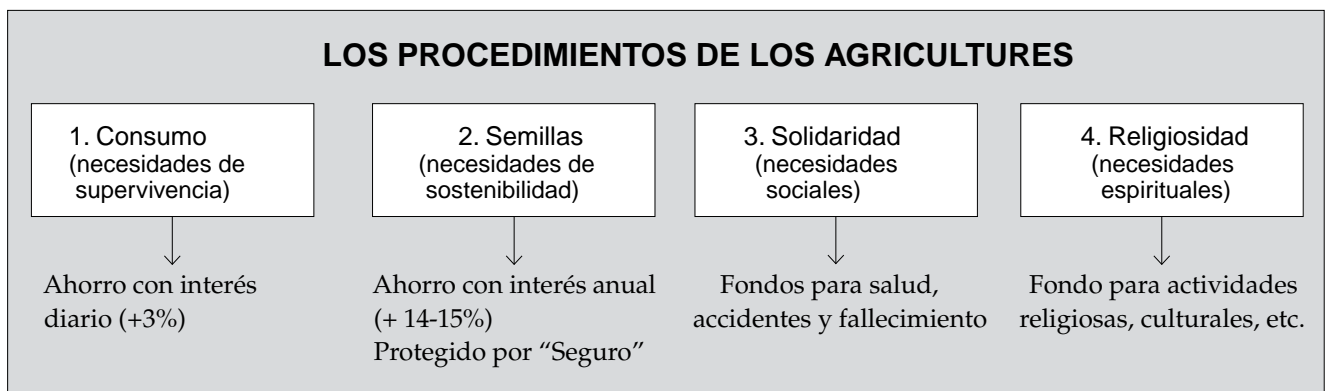 LOS PROCEDIMIENTOS DE LOS AGRICULTURES
1. Consumo
(necesidades de
supervivencia)
2. Semillas
(necesidades de
sostenibilidad)
3. Solidaridad
(necesidades
sociales)
4. Religiosidad
(necesidades
espirituales)
Ahorro con interés
diario (+3%)
Ahorro con interés anual
(+ 14-15%)
Protegido por “Seguro”
Fondos para salud,
accidentes y fallecimiento
Fondo para actividades
religiosas, culturales, etc.